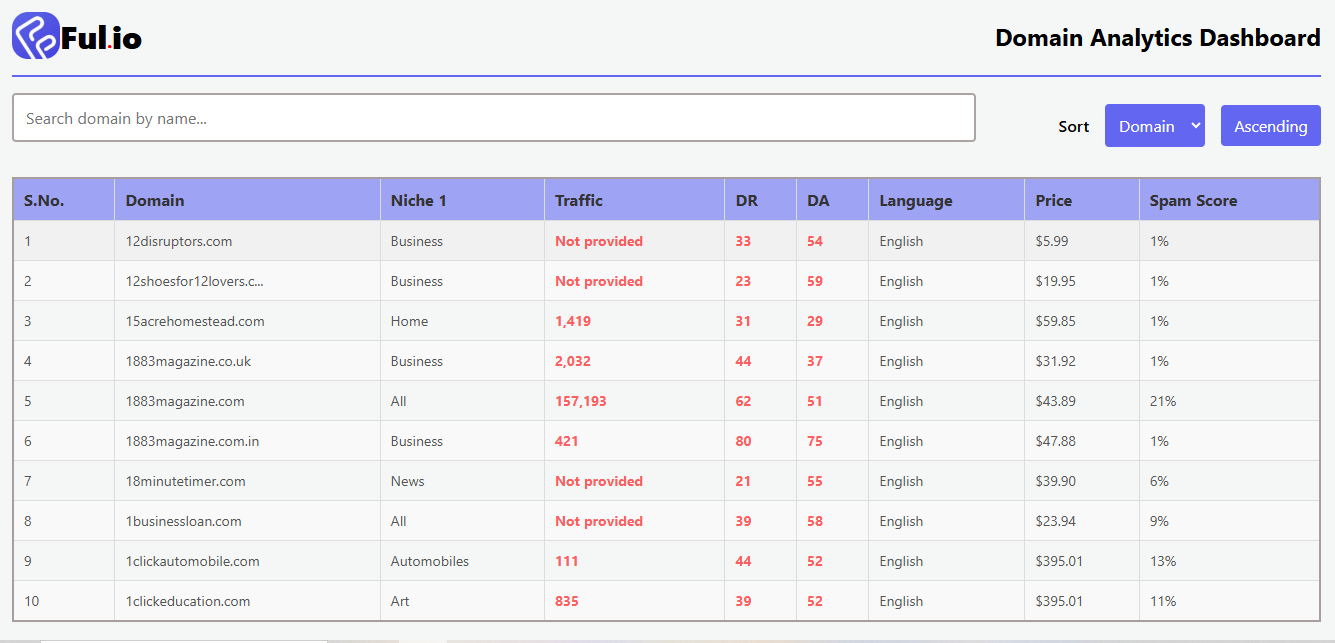 Ful.io
Domain Analytics Dashboard
Search domain by name...
Sort Domain Ascending
S.No. Domain Niche 1 Traffic DR DA Language Price Spam Score
1 12disruptors.com Business Not provided 33 54 English $5.99 1%
2 12shoesfor12lovers.c... Business Not provided 23 59 English $19.95 1%
3 15acrehomestead.com Home 1,419 31 29 English $59.85 1%
4 1883magazine.co.uk Business 2,032 44 37 English $31.92 1%
5 1883magazine.com All 157,193 62 51 English $43.89 21%
6 1883magazine.com.in Business 421 80 75 English $47.88 1%
7 18minutetimer.com News Not provided 21 55 English $39.90 6%
8 1businessloan.com All Not provided 39 58 English $23.94 9%
9 1clickautomobile.com Automobiles 111 44 52 English $395.01 13%
10 1clickeducation.com Art 835 39 52 English $395.01 11%